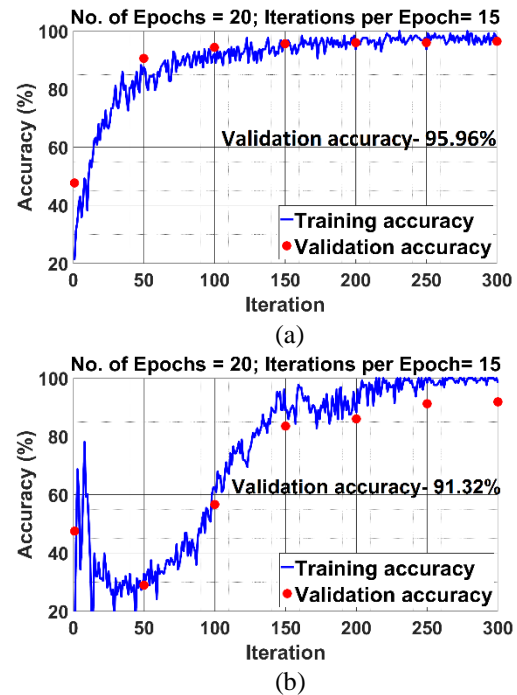 No. of Epochs = 20; Iterations per Epoch= 15
100
80
60
40
20
Accuracy (%)
Validation accuracy- 95.96%
Training accuracy
Validation accuracy
0 50 100 150 200 250 300
Iteration
(a)
No. of Epochs = 20; Iterations per Epoch= 15
100
80
60
40
20
Accuracy (%)
Validation accuracy- 91.32%
Training accuracy
Validation accuracy
0 50 100 150 200 250 300
Iteration
(b)